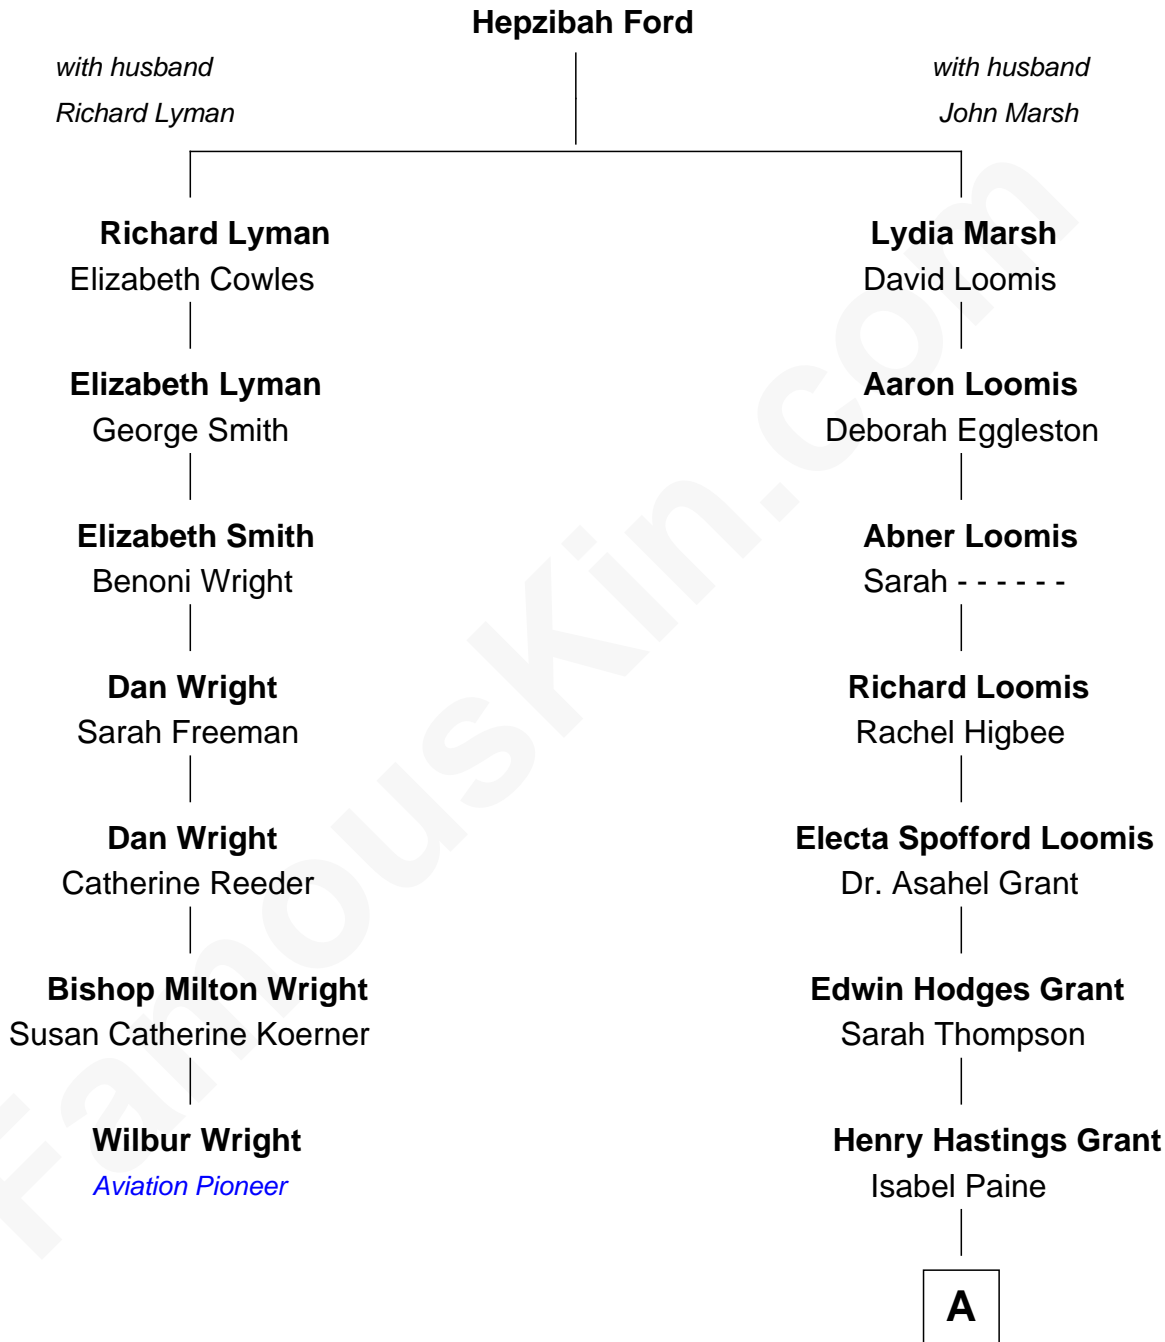 Hepzibah Ford
with husband
Richard Lyman
with husband
John Marsh
Richard Lyman
Elizabeth Cowles
Lydia Marsh
David Loomis
Elizabeth Lyman
George Smith
Aaron Loomis
Deborah Eggleston
Elizabeth Smith
Benoni Wright
Abner Loomis
Sarah - - - - - -
Dan Wright
Sarah Freeman
Richard Loomis
Rachel Higbee
Dan Wright
Catherine Reeder
Electa Spofford Loomis
Dr. Asahel Grant
Bishop Milton Wright
Susan Catherine Koerner
Edwin Hodges Grant
Sarah Thompson
Wilbur Wright
Aviation Pioneer
Henry Hastings Grant
Isabel Paine
A
FamousKin.com